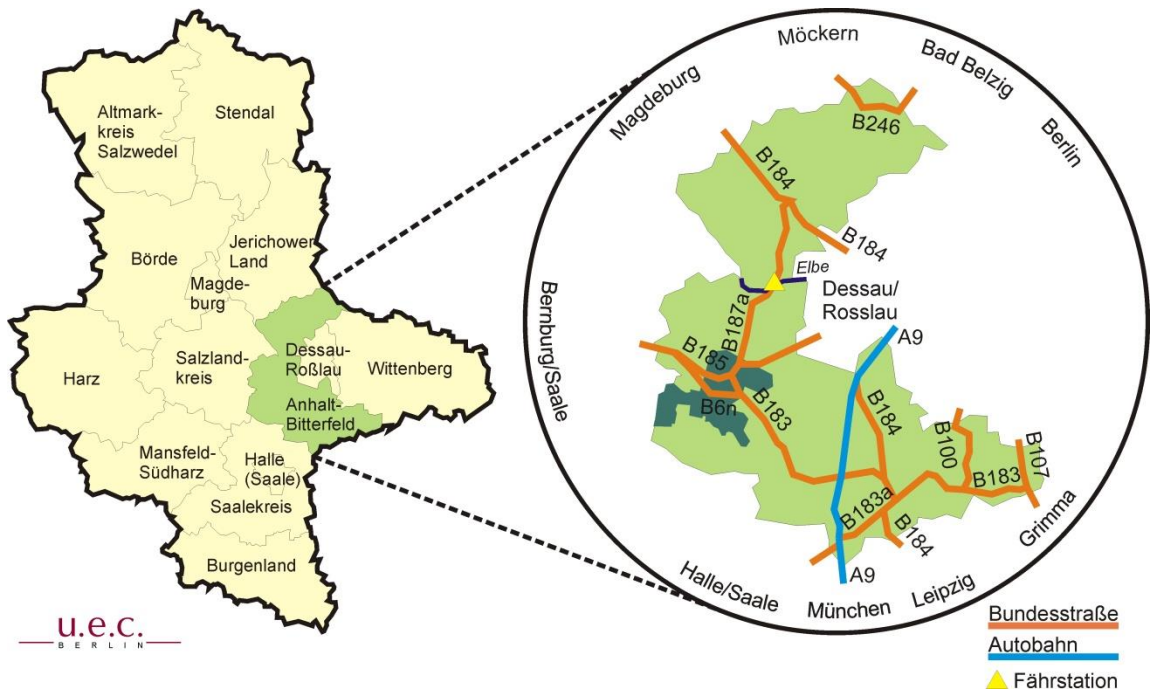 Altmark-
kreis
Salzwedel
Stendal
Börde
Jerichower
Land
Magde-
burg
Harz
Salzland-
kreis
Dessau-
Roßlau
Wittenberg
Anhalt-
Bitterfeld
Mansfeld-
Südharz
Halle
(Saale)
Saalekreis
Burgenland
u.e.c.
BERLIN
Möckern
Bad Belzig
Magdeburg
Berlin
B246
B184
B184
Elbe
Dessau/
Rosslau
Bernburg/Saale
B187a
A9
B185
B6n
B183
B184
B100
B183
B107
B183a
B184
Grimma
Halle/Saale
A9
München
Leipzig
Bundesstraße
Autobahn
Fährstation